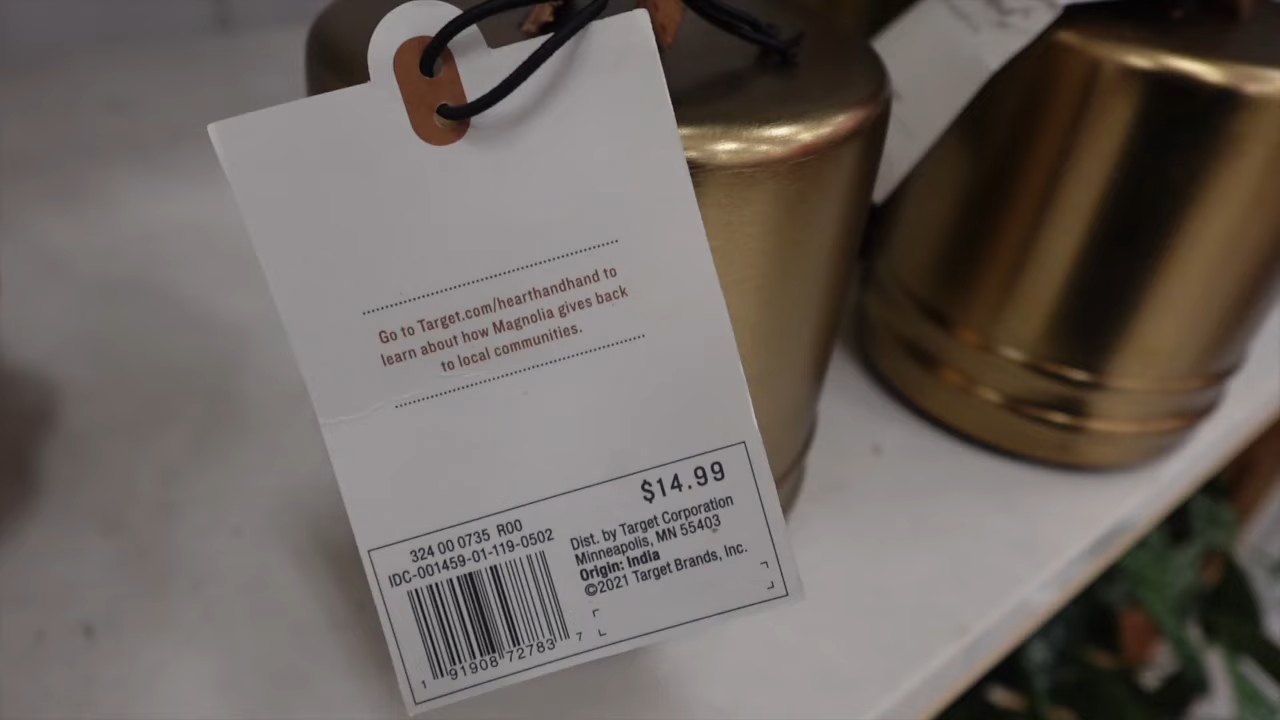 Go to Target.com/hearthandhand to
learn about how Magnolia gives back
to local communities.
$14.99
324 00 0735 R00
IDC-001459-01-119-0502
Dist. by Target Corporation
Minneapolis, MN 55403
Origin: India
©2021 Target Brands, Inc.
1 91908 72783 7